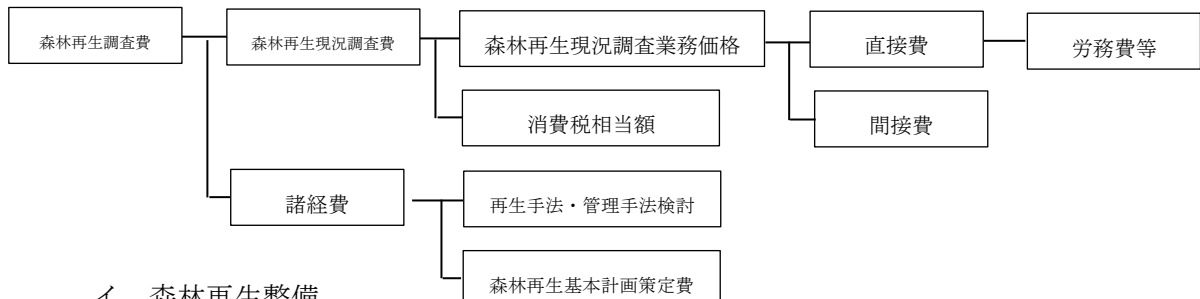 森林再生調査費 森林再生現況調査費 森林再生現況調査業務価格 直接費 労務費等
消費税相当額 間接費
諸経費 再生手法・管理手法検討
森林再生基本計画策定費
イ 森林再生整備